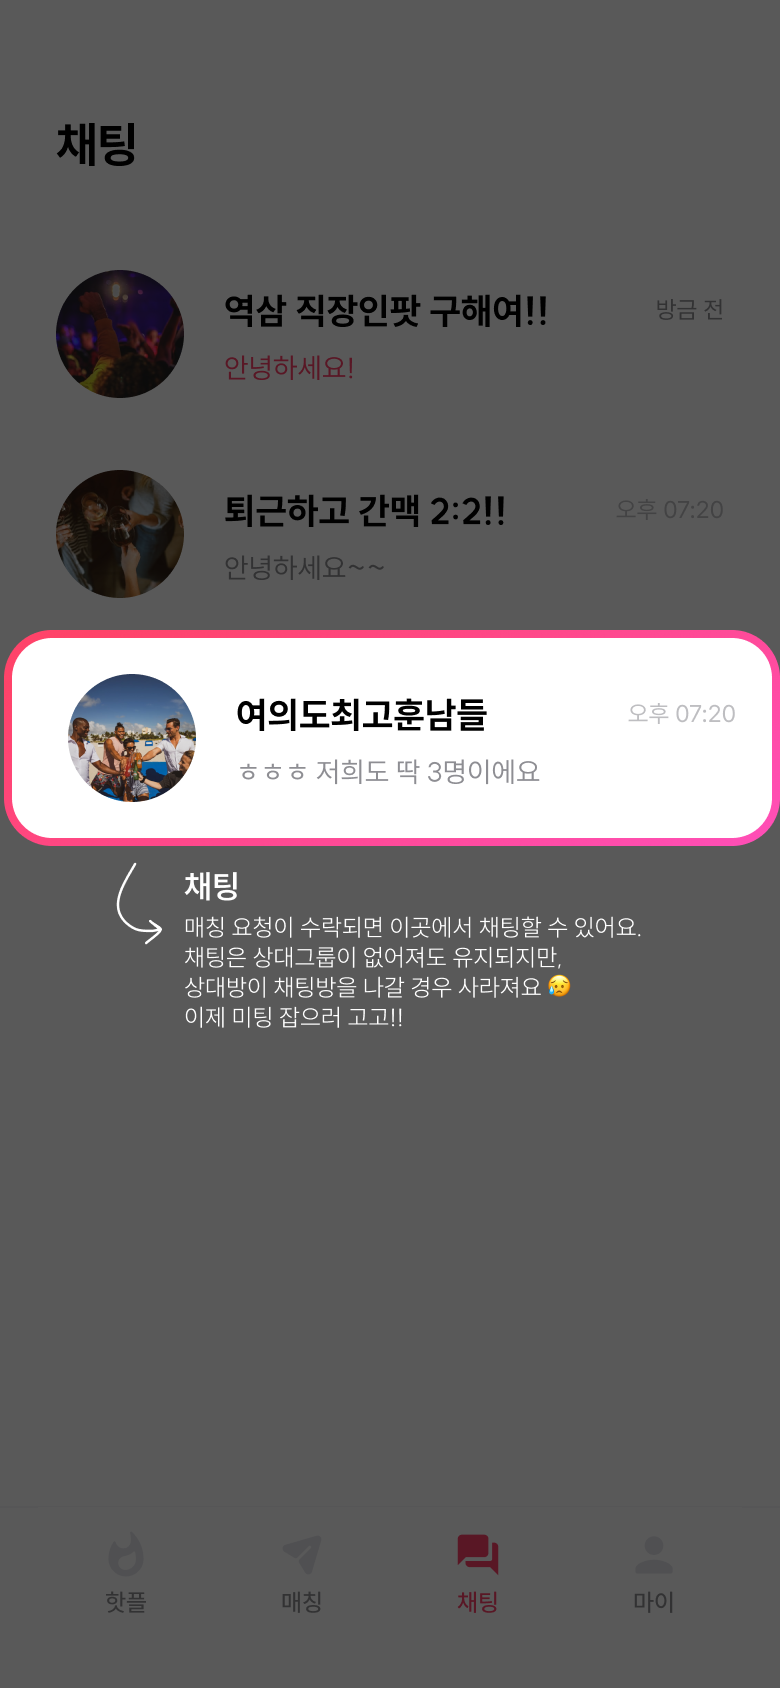 채팅
역삼 직장인팟 구해여!!
방금 전
안녕하세요!
퇴근하고 간맥 2:2!!
오후 07:20
안녕하세요~~
여의도최고훈남들
오후 07:20
ㅎㅎㅎ 저희도 딱 3명이에요
채팅
매칭 요청이 수락되면 이곳에서 채팅할 수 있어요.
채팅은 상대그룹이 없어져도 유지되지만,
상대방이 채팅방을 나갈 경우 사라져요 😥
이제 미팅 잡으러 고고!!
핫플
매칭
채팅
마이